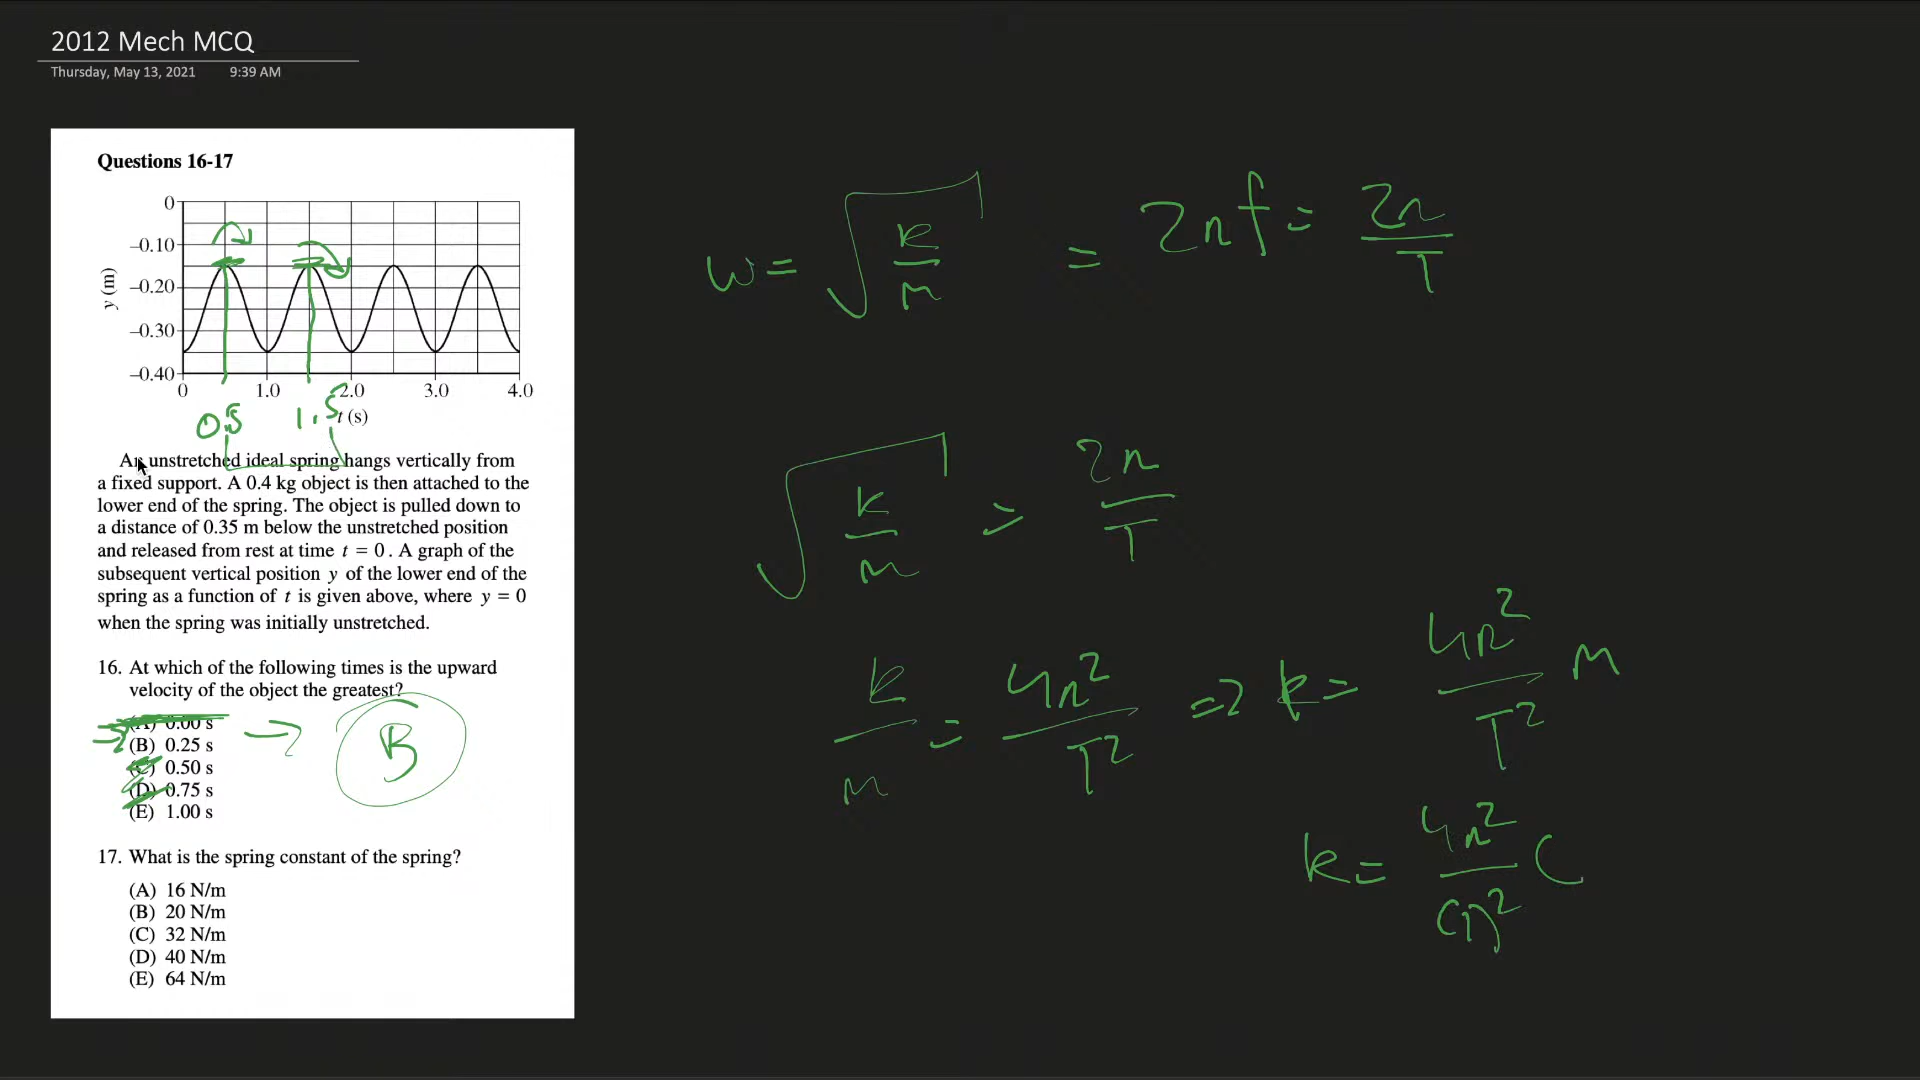 2012 Mech MCQ
Thursday, May 13, 2021 9:39 AM
Questions 16-17
0
–0.10
–0.20
–0.30
–0.40
y (m)
0 1.0 2.0 3.0 4.0
t (s)
0.5 1.5
An unstretched ideal spring hangs vertically from
a fixed support. A 0.4 kg object is then attached to the
lower end of the spring. The object is pulled down to
a distance of 0.35 m below the unstretched position
and released from rest at time t = 0. A graph of the
subsequent vertical position y of the lower end of the
spring as a function of t is given above, where y = 0
when the spring was initially unstretched.
16. At which of the following times is the upward
velocity of the object the greatest?
(A) 0.00 s
(B) 0.25 s
(C) 0.50 s
(D) 0.75 s
(E) 1.00 s
→ B
17. What is the spring constant of the spring?
(A) 16 N/m
(B) 20 N/m
(C) 32 N/m
(D) 40 N/m
(E) 64 N/m
ω = √(k/m) = 2πf = 2π/T
√(k/m) = 2π/T
k/m = 4π²/T² => k = 4π²/T² m
k = 4π²/(1)² (